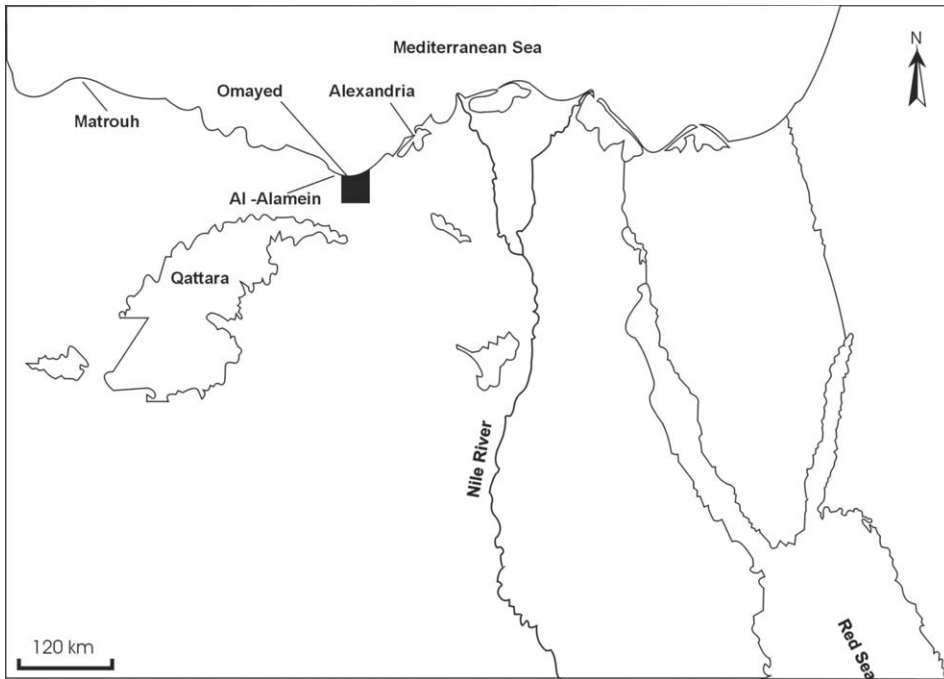 Mediterranean Sea
N
Omayed
Alexandria
Matrouh
Al -Alamein
Qattara
Nile River
Red Sea
120 km